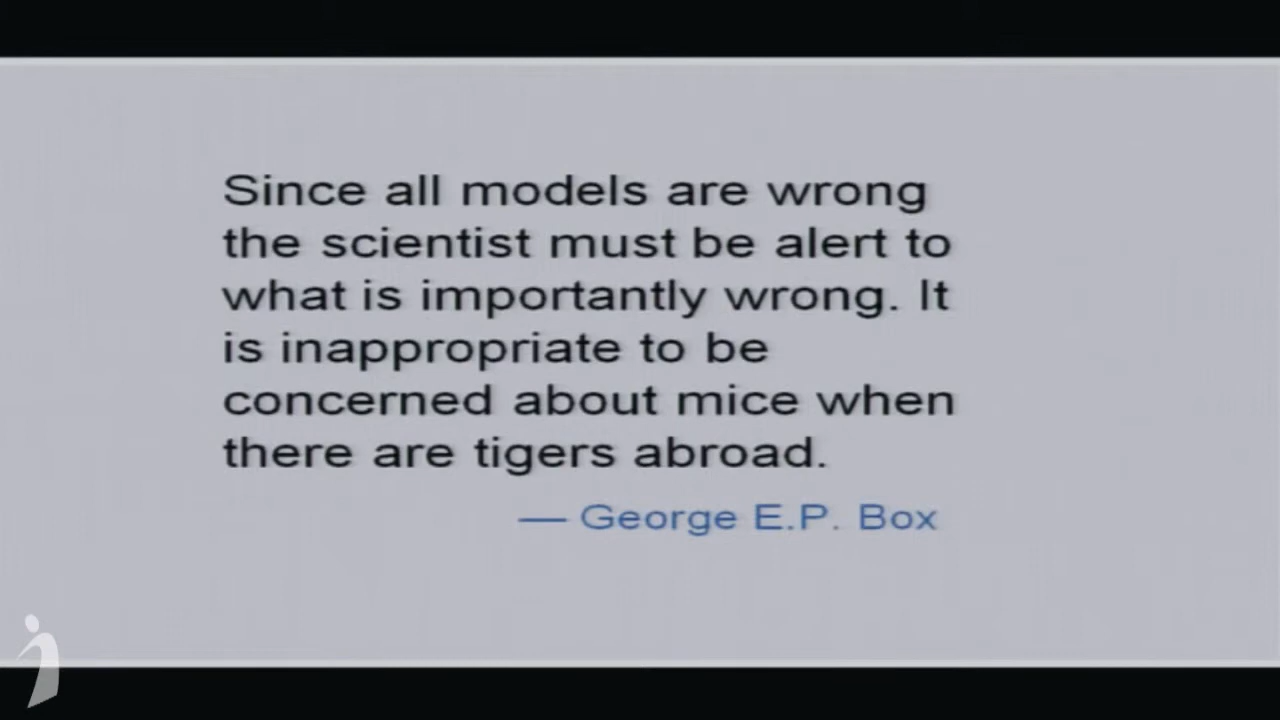 Since all models are wrong
the scientist must be alert to
what is importantly wrong. It
is inappropriate to be
concerned about mice when
there are tigers abroad.
— George E.P. Box